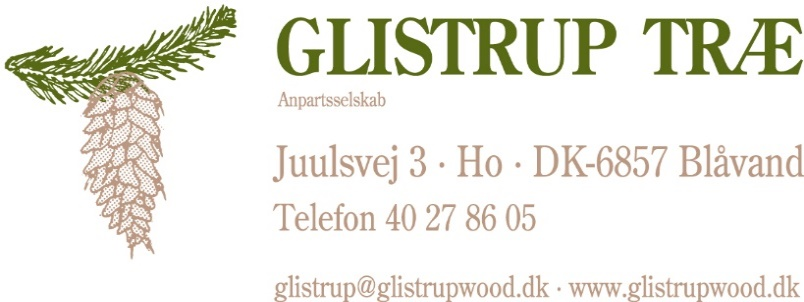 GLISTRUP TRÆ
Anpartsselskab
Juulsvej 3 · Ho · DK-6857 Blåvand
Telefon 40 27 86 05
glistrup@glistrupwood.dk · www.glistrupwood.dk